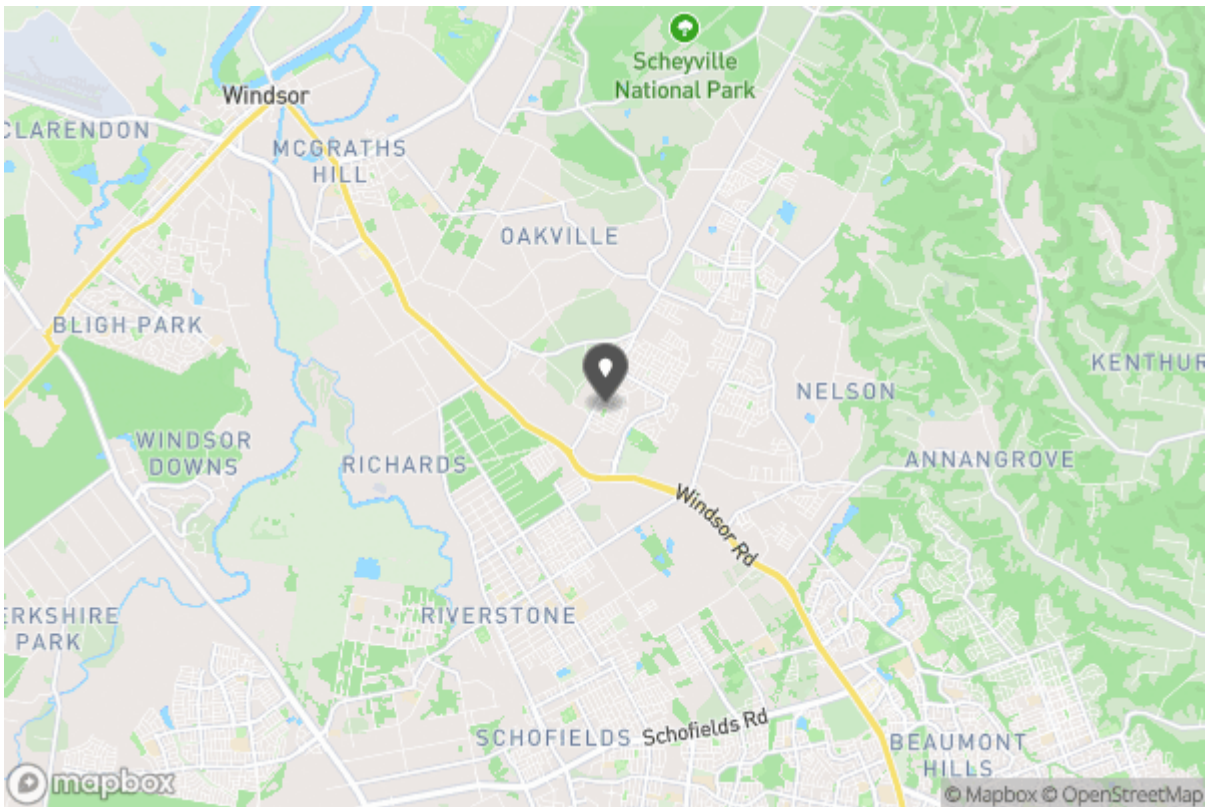 Scheyville
National Park
Windsor
CLARENDON
MCGRATHS
HILL
OAKVILLE
BLIGH PARK
KENTHUR
NELSON
WINDSOR
DOWNS
RICHARDS
ANNANGROVE
Windsor Rd
ERKSHIRE
PARK
RIVERSTONE
SCHOFIELDS
Schofields Rd
BEAUMONT
HILLS
mapbox
© Mapbox © OpenStreetMap